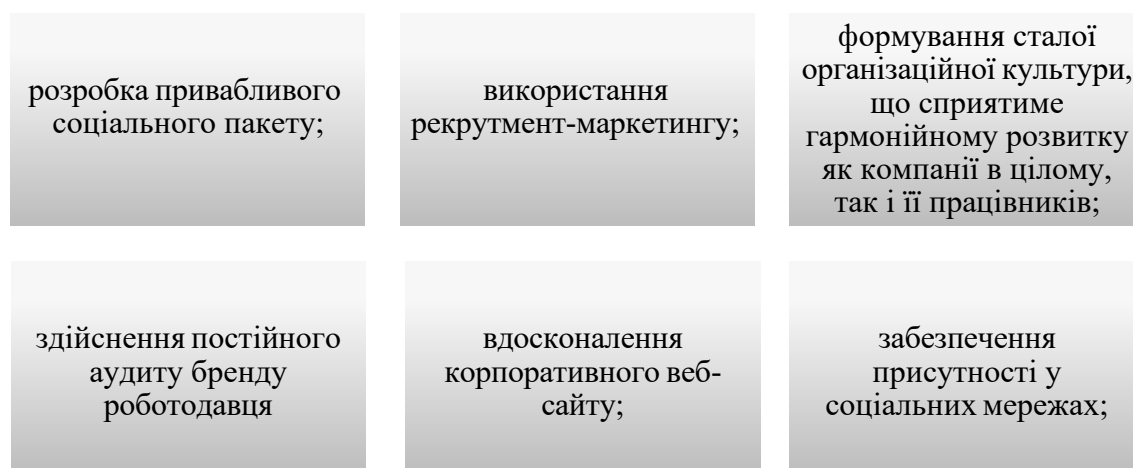 розробка привабливого
соціального пакету;
використання
рекрутмент-маркетингу;
формування сталої
організаційної культури,
що сприятиме
гармонійному розвитку
як компанії в цілому,
так і її працівників;
здійснення постійного
аудиту бренду
роботодавця
вдосконалення
корпоративного веб-
сайту;
забезпечення
присутності у
соціальних мережах;